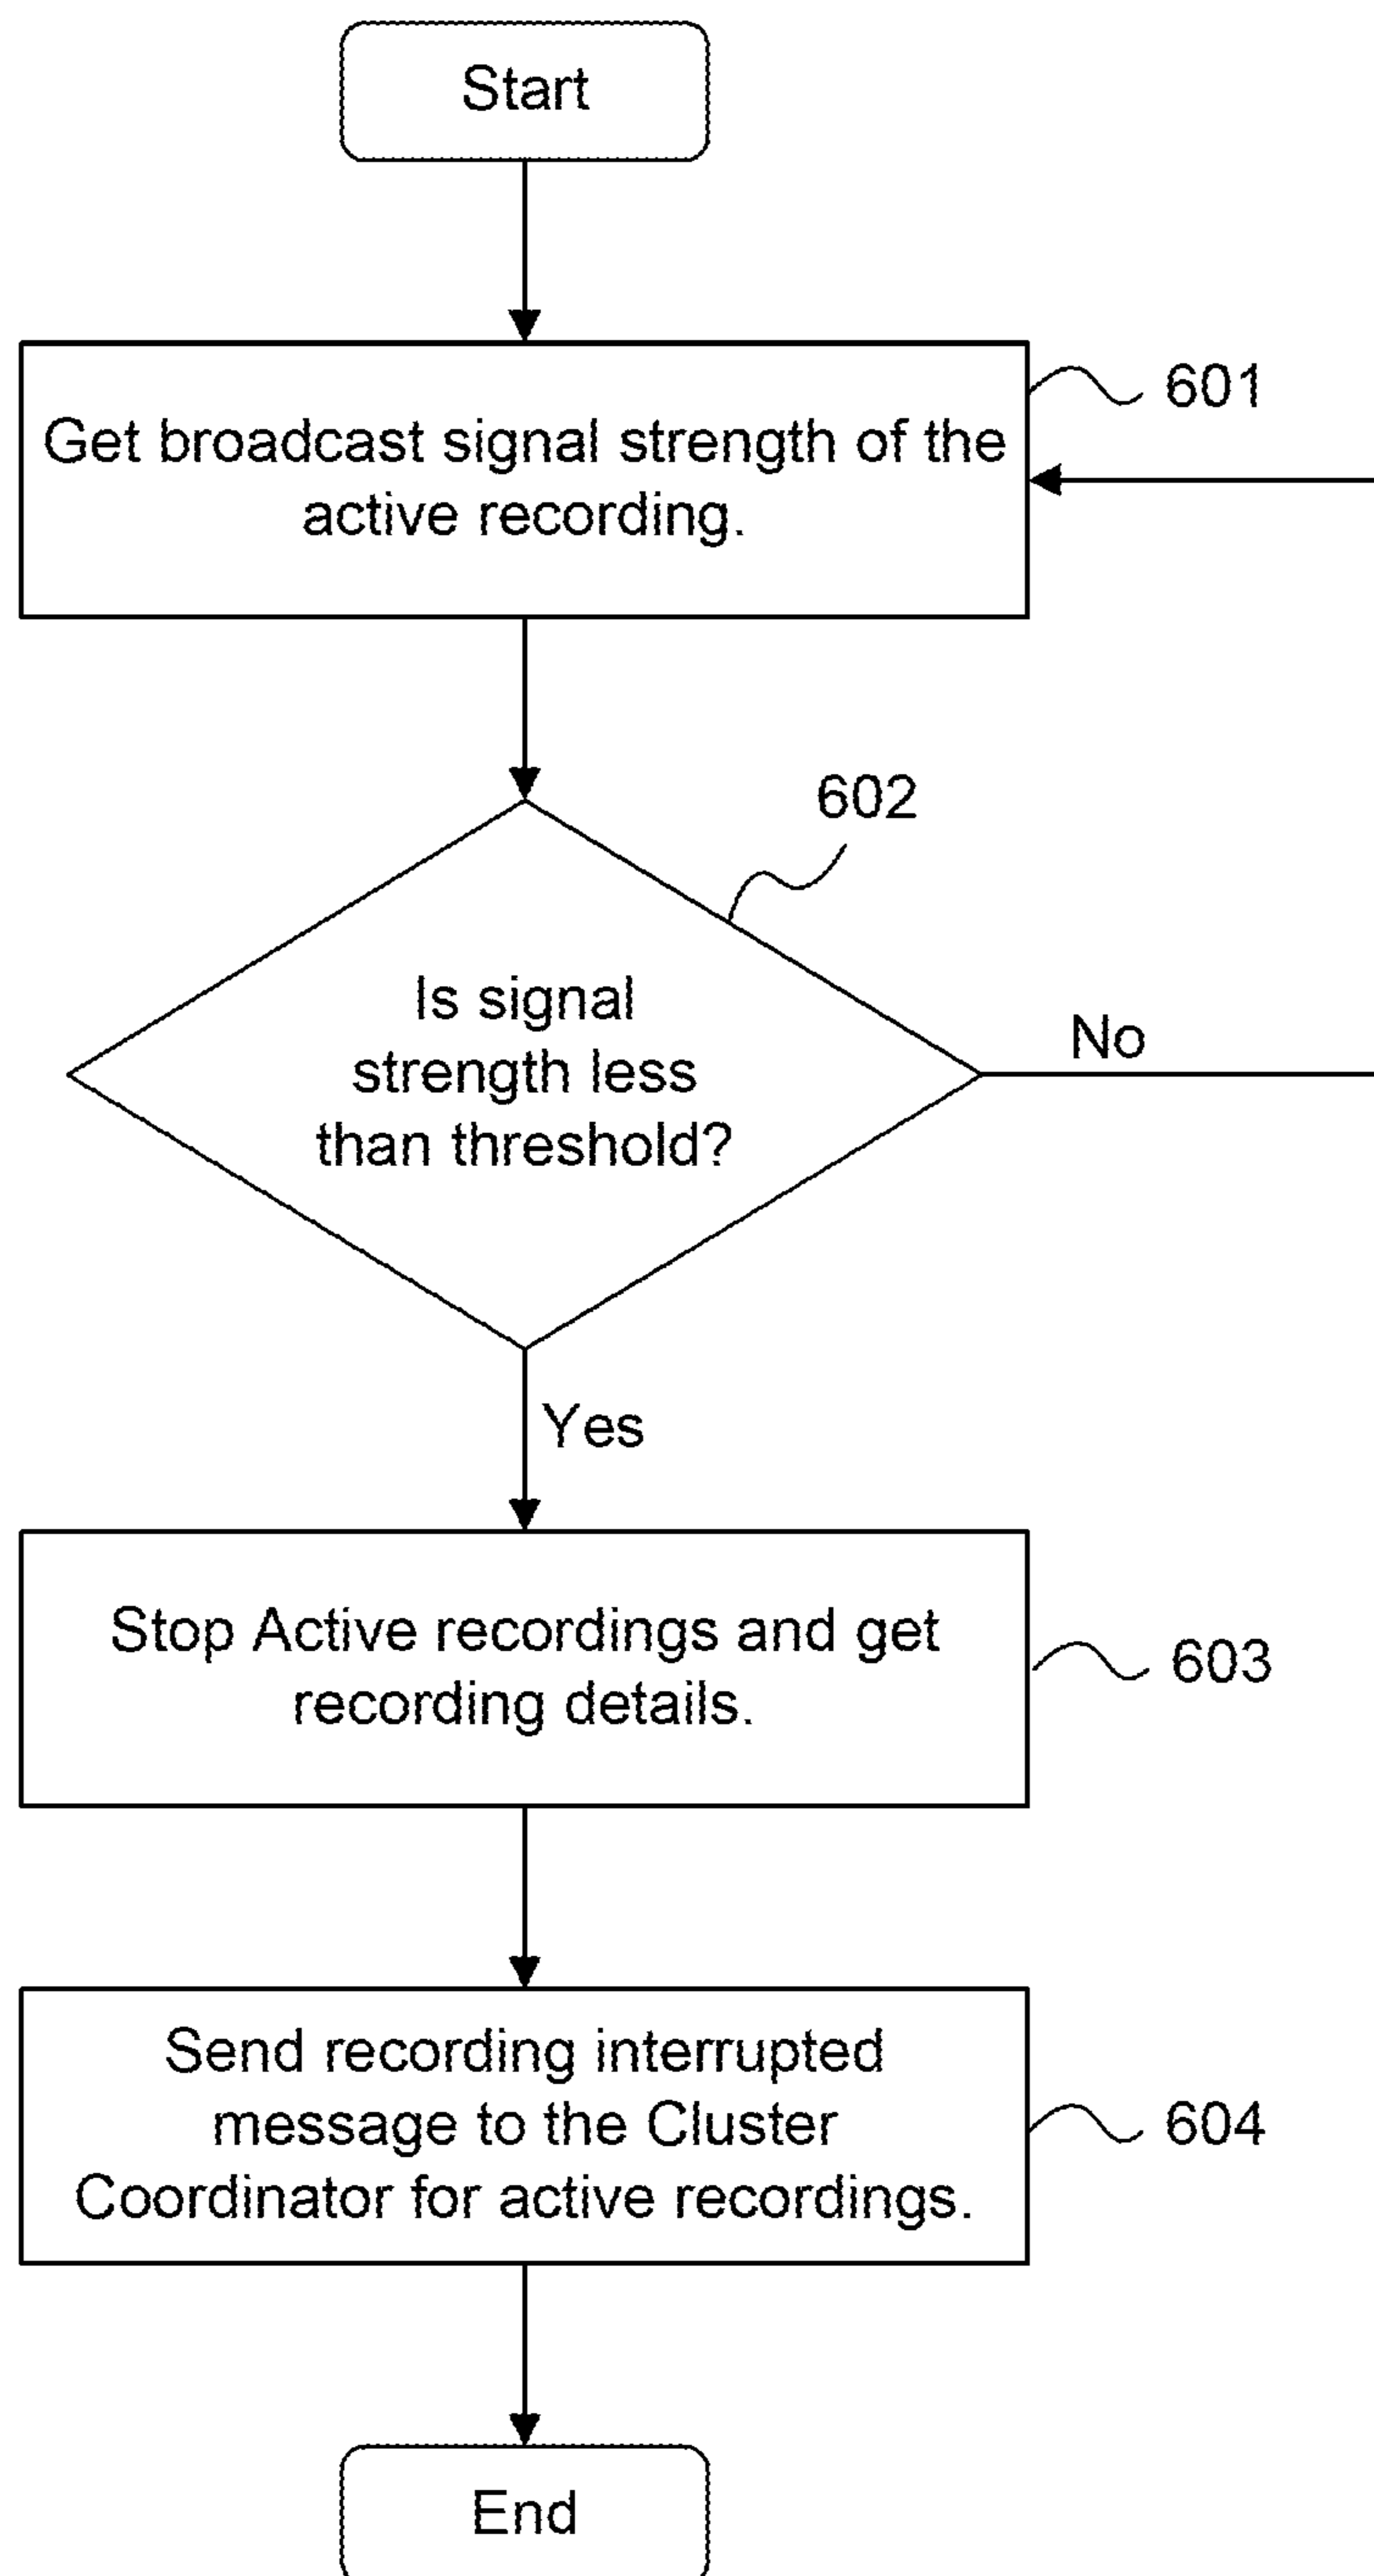 Start
Get broadcast signal strength of the
active recording.
601
602
Is signal
strength less
than threshold?
No
Yes
Stop Active recordings and get
recording details.
603
Send recording interrupted
message to the Cluster
Coordinator for active recordings.
604
End